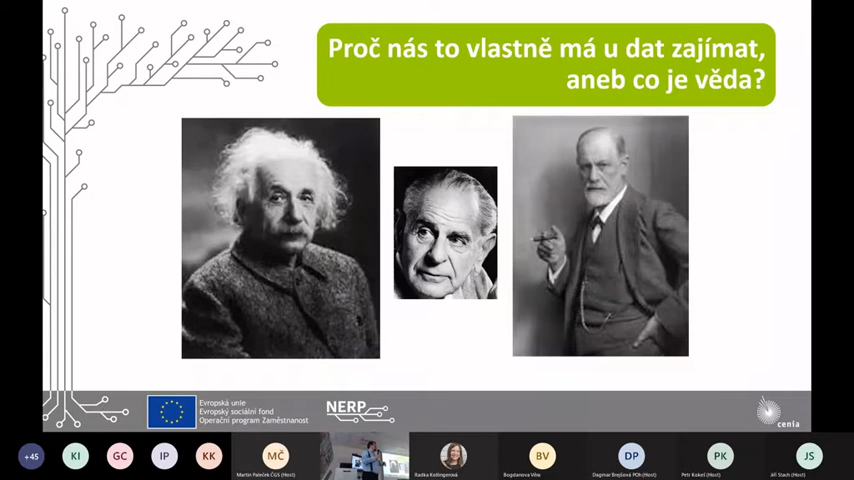 Proč nás to vlastně má u dat zajímat,
aneb co je věda?
Evropská unie
Evropský sociální fond
Operační program Zaměstnanost
NERP
cenia
+45
KI
GC
IP
KK
MČ
BV
DP
PK
JS
Martin Paleček ČGS (Host)
Radka Kollingerová
Bogdanova Věra
Dagmar Brejšová POh (Host)
Petr Kokeš (Host)
Jiří Stach (Host)